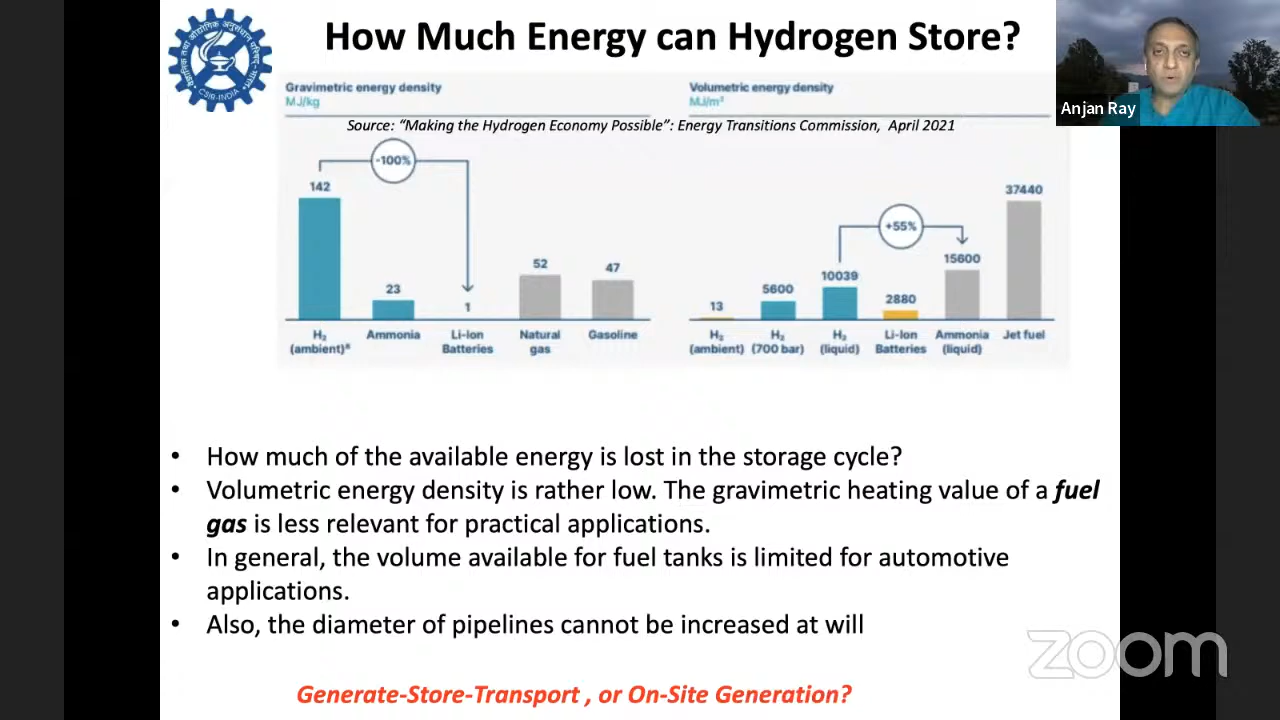 How Much Energy can Hydrogen Store?
Anjan Ray
CSIR-INDIA
Gravimetric energy density
MJ/kg
Volumetric energy density
MJ/m³
Source: “Making the Hydrogen Economy Possible”: Energy Transitions Commission, April 2021
-100%
142
23
1
52
47
H₂ (ambient)ᵃ
Ammonia
Li-Ion Batteries
Natural gas
Gasoline
+55%
13
5600
10039
2880
15600
37440
H₂ (ambient)
H₂ (700 bar)
H₂ (liquid)
Li-Ion Batteries
Ammonia (liquid)
Jet fuel
• How much of the available energy is lost in the storage cycle?
• Volumetric energy density is rather low. The gravimetric heating value of a fuel
gas is less relevant for practical applications.
• In general, the volume available for fuel tanks is limited for automotive
applications.
• Also, the diameter of pipelines cannot be increased at will
Generate-Store-Transport , or On-Site Generation?
zoom